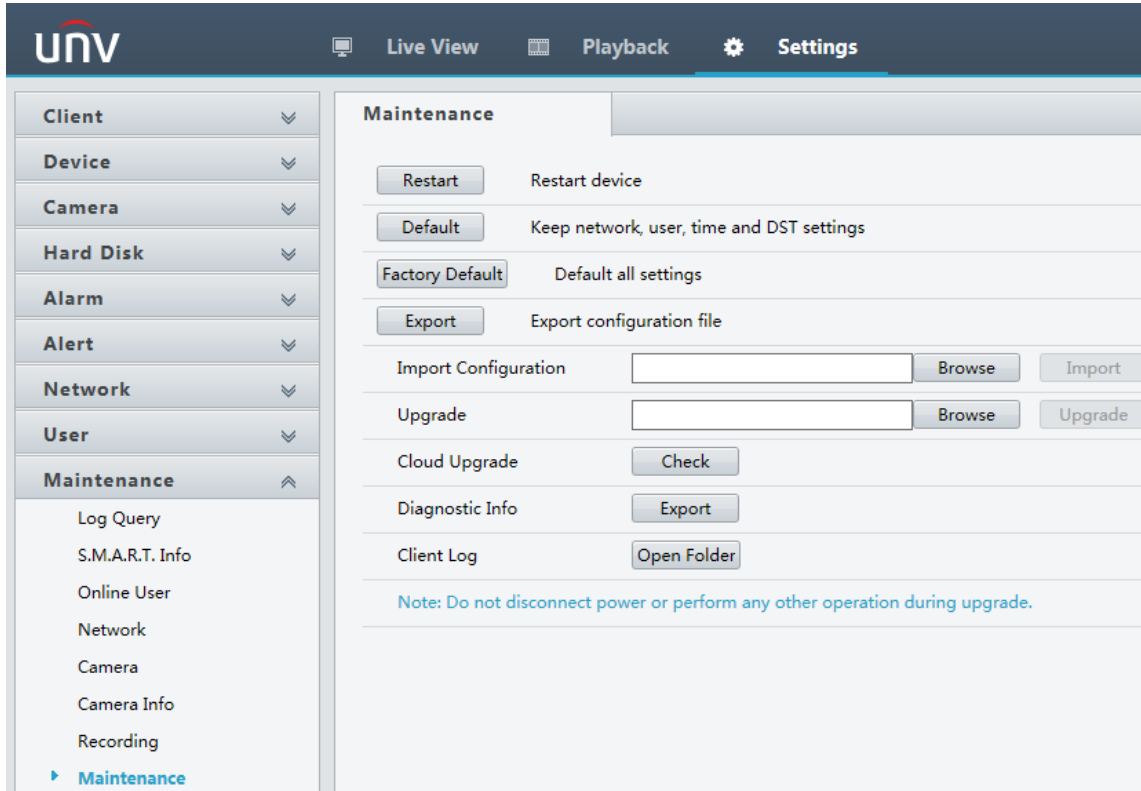 unv
Live View
Playback
Settings
Client
Device
Camera
Hard Disk
Alarm
Alert
Network
User
Maintenance
Log Query
S.M.A.R.T. Info
Online User
Network
Camera
Camera Info
Recording
Maintenance
Maintenance
Restart Restart device
Default Keep network, user, time and DST settings
Factory Default Default all settings
Export Export configuration file
Import Configuration Browse Import
Upgrade Browse Upgrade
Cloud Upgrade Check
Diagnostic Info Export
Client Log Open Folder
Note: Do not disconnect power or perform any other operation during upgrade.